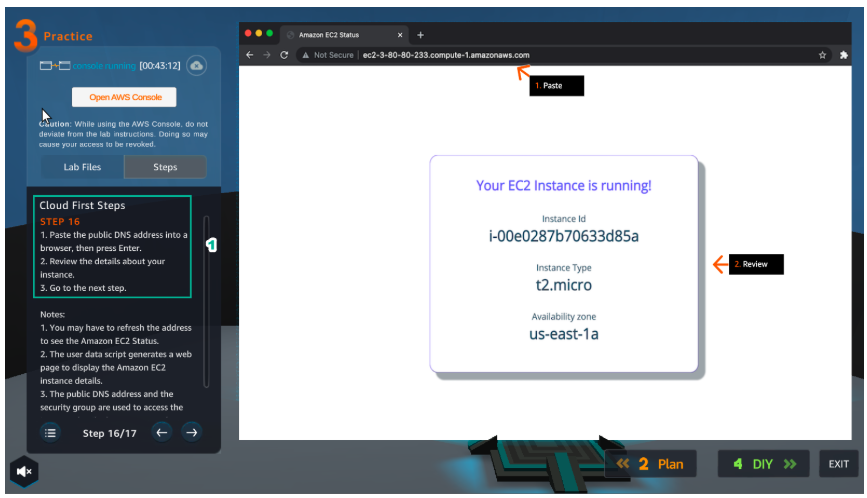 3 Practice
console running [00:43:12]
Open AWS Console
Caution: While using the AWS Console, do not
deviate from the lab instructions. Doing so may
cause your access to be revoked.
Lab Files
Steps
Cloud First Steps
STEP 16
1. Paste the public DNS address into a
browser, then press Enter.
2. Review the details about your
instance.
3. Go to the next step.
1
Notes:
1. You may have to refresh the address
to see the Amazon EC2 Status.
2. The user data script generates a web
page to display the Amazon EC2
instance details.
3. The public DNS address and the
security group are used to access the
Step 16/17
Amazon EC2 Status
Not Secure | ec2-3-80-80-233.compute-1.amazonaws.com
1. Paste
Your EC2 Instance is running!
Instance Id
i-00e0287b70633d85a
Instance Type
t2.micro
Availability zone
us-east-1a
2. Review
2 Plan
4 DIY
EXIT